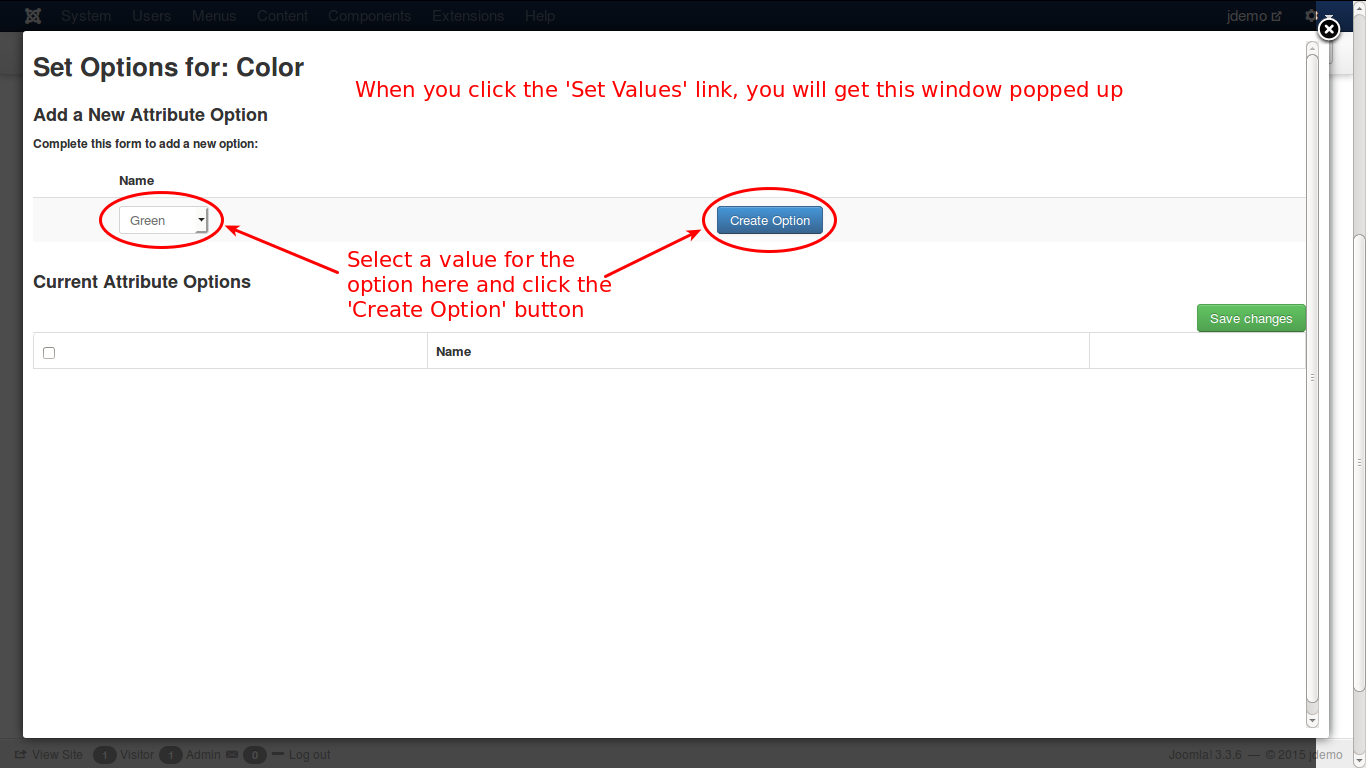 System Users Menus Content Components Extensions Help jdemo
Set Options for: Color
When you click the 'Set Values' link, you will get this window popped up
Add a New Attribute Option
Complete this form to add a new option:
Name
Green
Create Option
Select a value for the
option here and click the
'Create Option' button
Current Attribute Options
Save changes
Name
View Site 1 Visitor 1 Admin 0 Log out Joomla! 3.3.6 — © 2015 jdemo